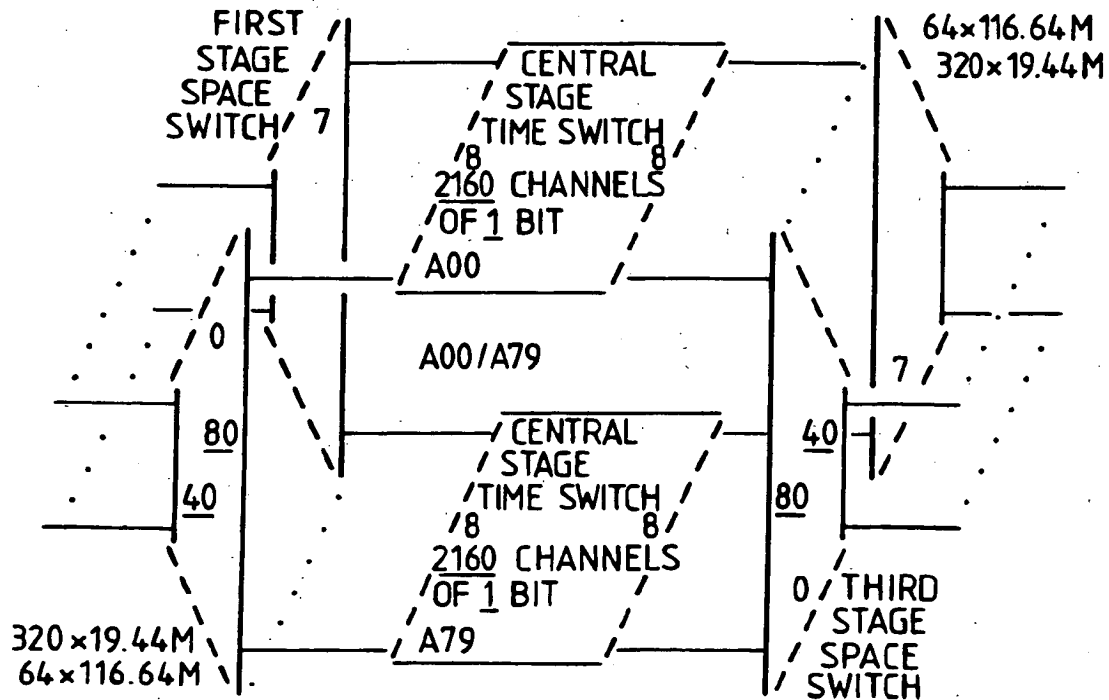 FIRST
STAGE
SPACE
SWITCH
7
CENTRAL
STAGE
TIME SWITCH
8 8
2160 CHANNELS
OF 1 BIT
A00
64×116.64M
320×19.44M
0
80
40
A00/A79
7
40
80
CENTRAL
STAGE
TIME SWITCH
8 8
2160 CHANNELS
OF 1 BIT
A79
320×19.44M
64×116.64M
0 THIRD
STAGE
SPACE
SWITCH